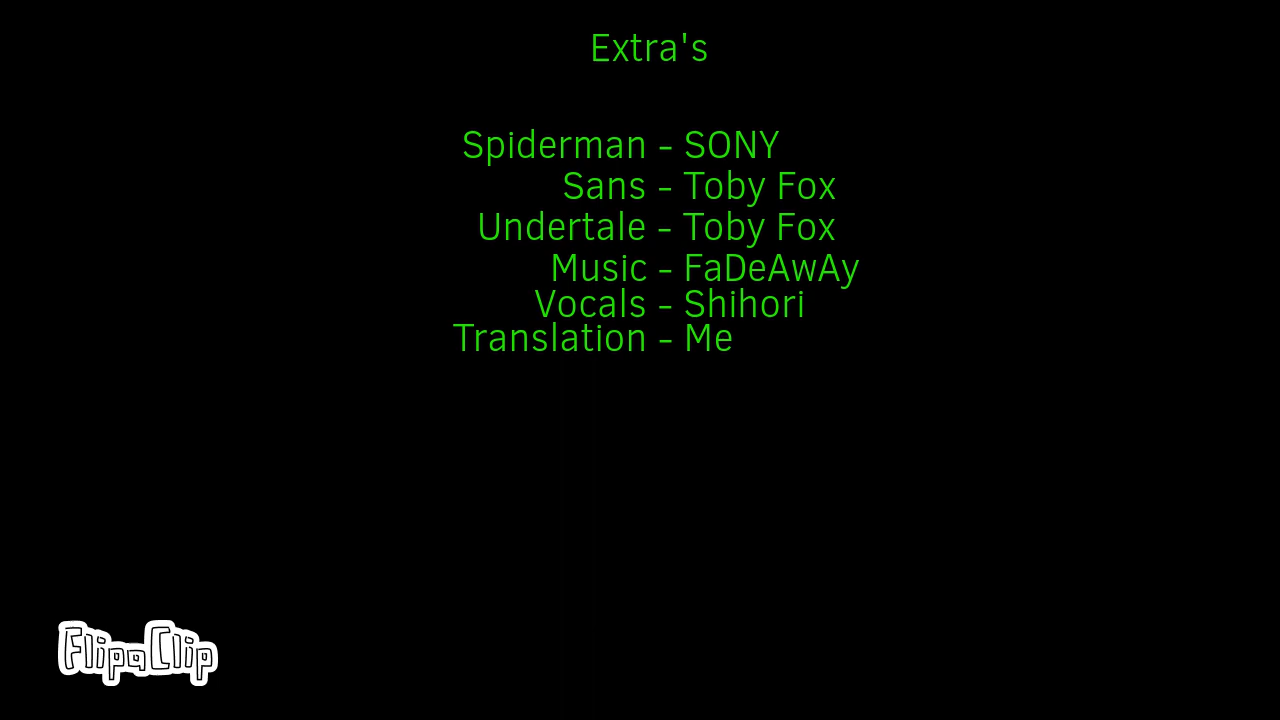 Extra's
Spiderman - SONY
Sans - Toby Fox
Undertale - Toby Fox
Music - FaDeAwAy
Vocals - Shihori
Translation - Me
FlipaClip